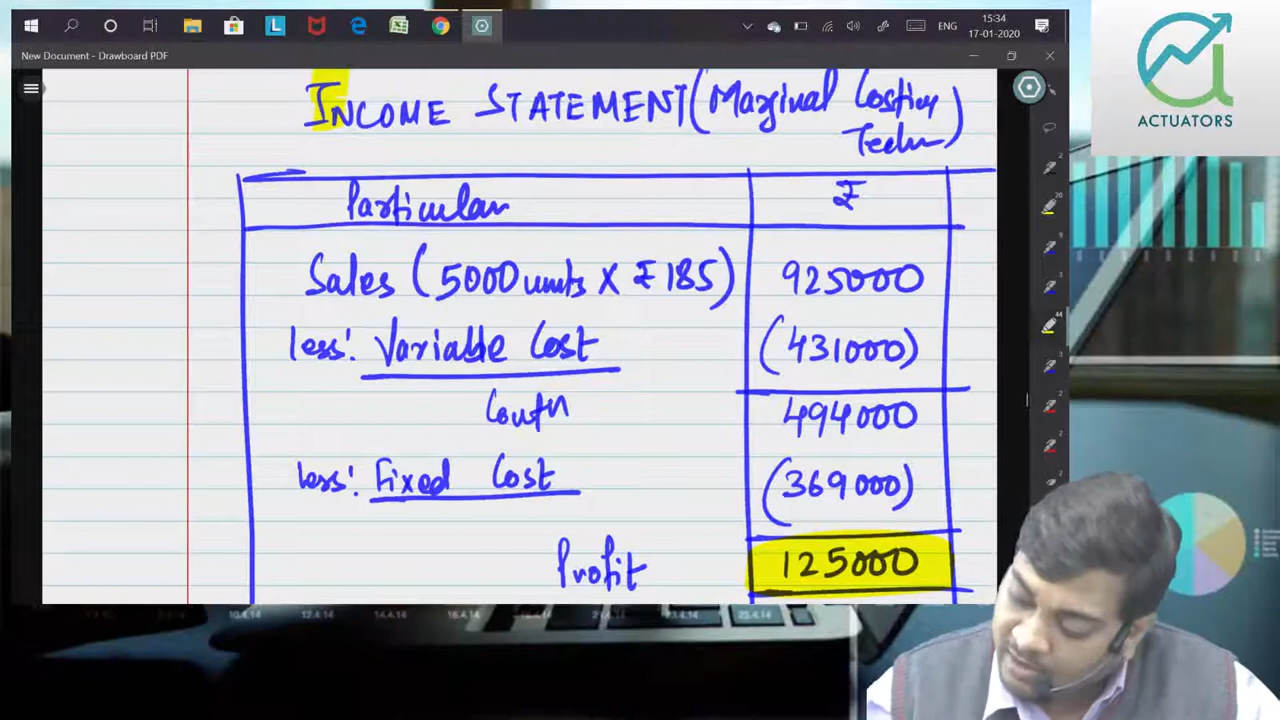 15:34
ENG
17-01-2020
New Document - Drawboard PDF
ACTUATORS
INCOME STATEMENT (Marginal Costing
Techn)
Particular ₹
Sales (5000 units X ₹ 185) 925000
less: Variable Cost (431000)
Contn 494000
less: Fixed Cost (369000)
Profit 125000